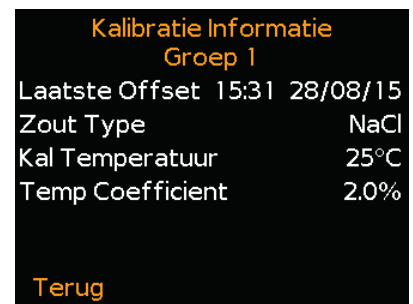 Kalibratie Informatie
Groep 1
Laatste Offset 15:31 28/08/15
Zout Type NaCl
Kal Temperatuur 25°C
Temp Coefficient 2.0%
Terug